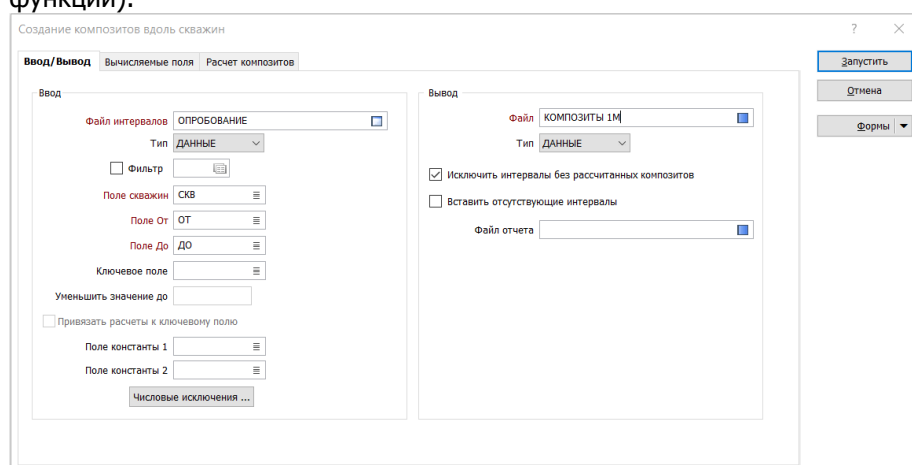 функции).
Создание композитов вдоль скважин
? ×
Ввод/Вывод Вычисляемые поля Расчет композитов
Запустить
Отмена
Формы
Ввод
Файл интервалов ОПРОБОВАНИЕ
Тип ДАННЫЕ
Фильтр
Поле скважин СКВ
Поле От ОТ
Поле До ДО
Ключевое поле
Уменьшить значение до
Привязать расчеты к ключевому полю
Поле константы 1
Поле константы 2
Числовые исключения ...
Вывод
Файл КОМПОЗИТЫ 1М
Тип ДАННЫЕ
Исключить интервалы без рассчитанных композитов
Вставить отсутствующие интервалы
Файл отчета